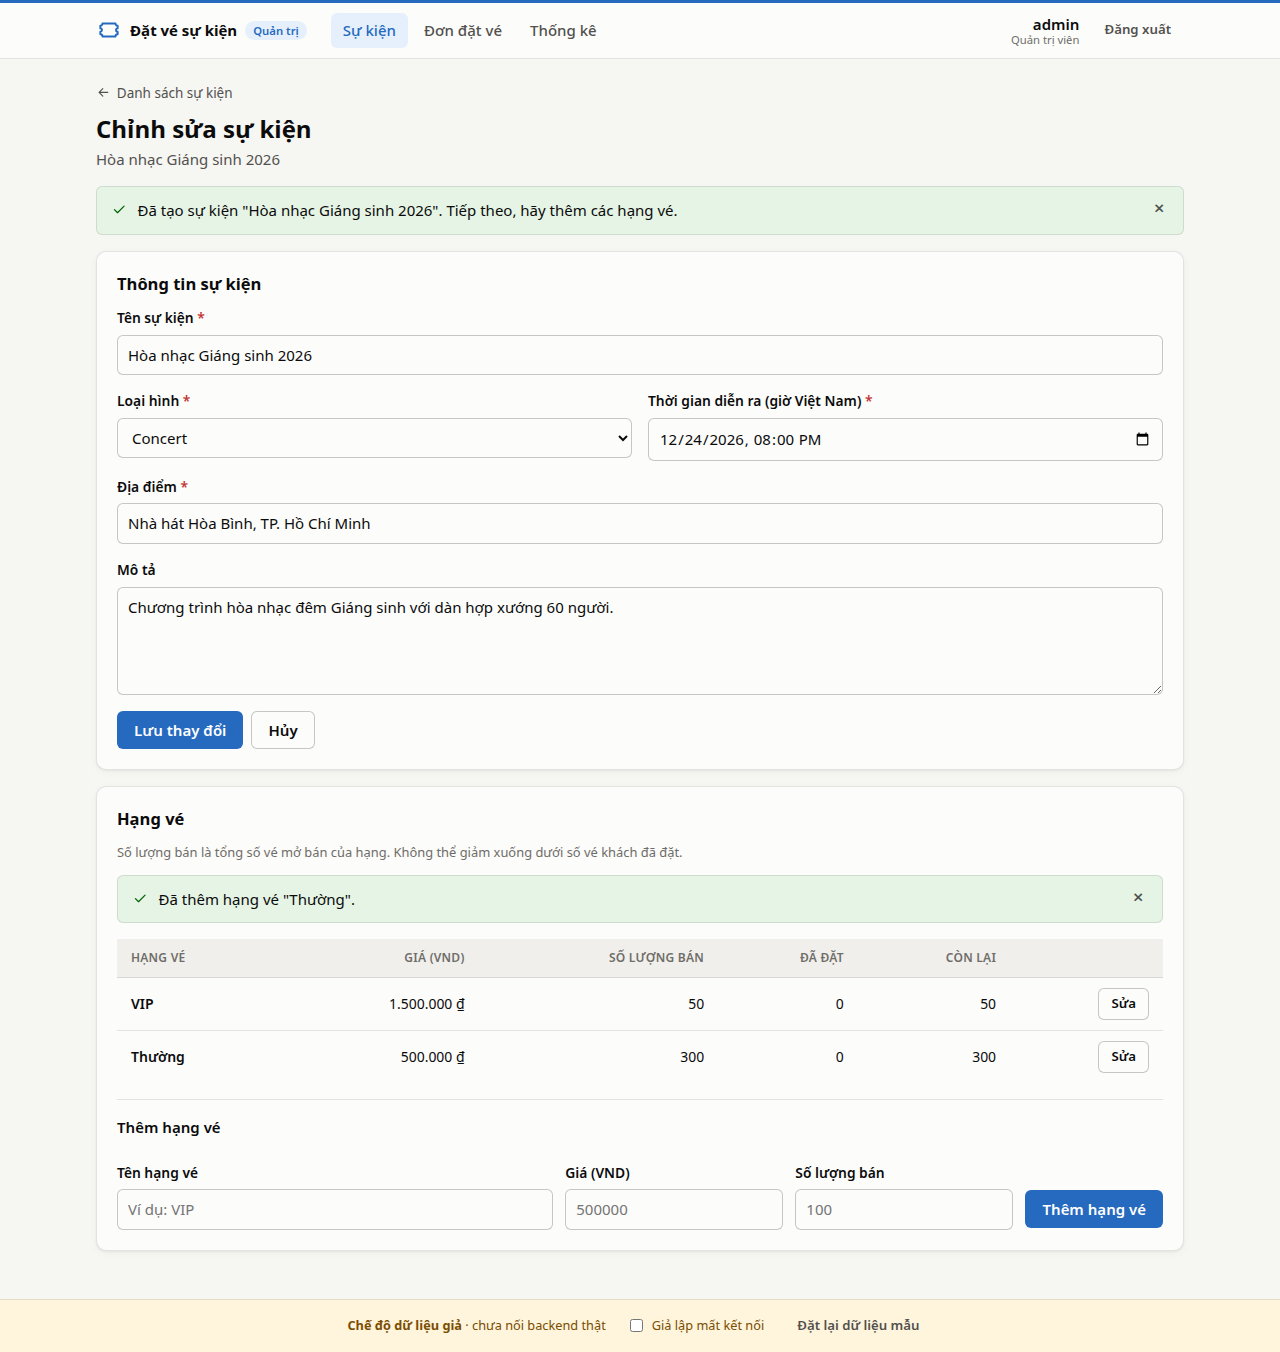 Đặt vé sự kiện Quản trị Sự kiện Đơn đặt vé Thống kê admin Đăng xuất
Quản trị viên
← Danh sách sự kiện
Chỉnh sửa sự kiện
Hòa nhạc Giáng sinh 2026
Đã tạo sự kiện "Hòa nhạc Giáng sinh 2026". Tiếp theo, hãy thêm các hạng vé. ×
Thông tin sự kiện
Tên sự kiện *
Hòa nhạc Giáng sinh 2026
Loại hình * Thời gian diễn ra (giờ Việt Nam) *
Concert 12/24/2026, 08:00 PM
Địa điểm *
Nhà hát Hòa Bình, TP. Hồ Chí Minh
Mô tả
Chương trình hòa nhạc đêm Giáng sinh với dàn hợp xướng 60 người.
Lưu thay đổi Hủy
Hạng vé
Số lượng bán là tổng số vé mở bán của hạng. Không thể giảm xuống dưới số vé khách đã đặt.
Đã thêm hạng vé "Thường". ×
HẠNG VÉ GIÁ (VND) SỐ LƯỢNG BÁN ĐÃ ĐẶT CÒN LẠI
VIP 1.500.000 ₫ 50 0 50 Sửa
Thường 500.000 ₫ 300 0 300 Sửa
Thêm hạng vé
Tên hạng vé Giá (VND) Số lượng bán
Ví dụ: VIP 500000 100 Thêm hạng vé
Chế độ dữ liệu giả · chưa nối backend thật Giả lập mất kết nối Đặt lại dữ liệu mẫu